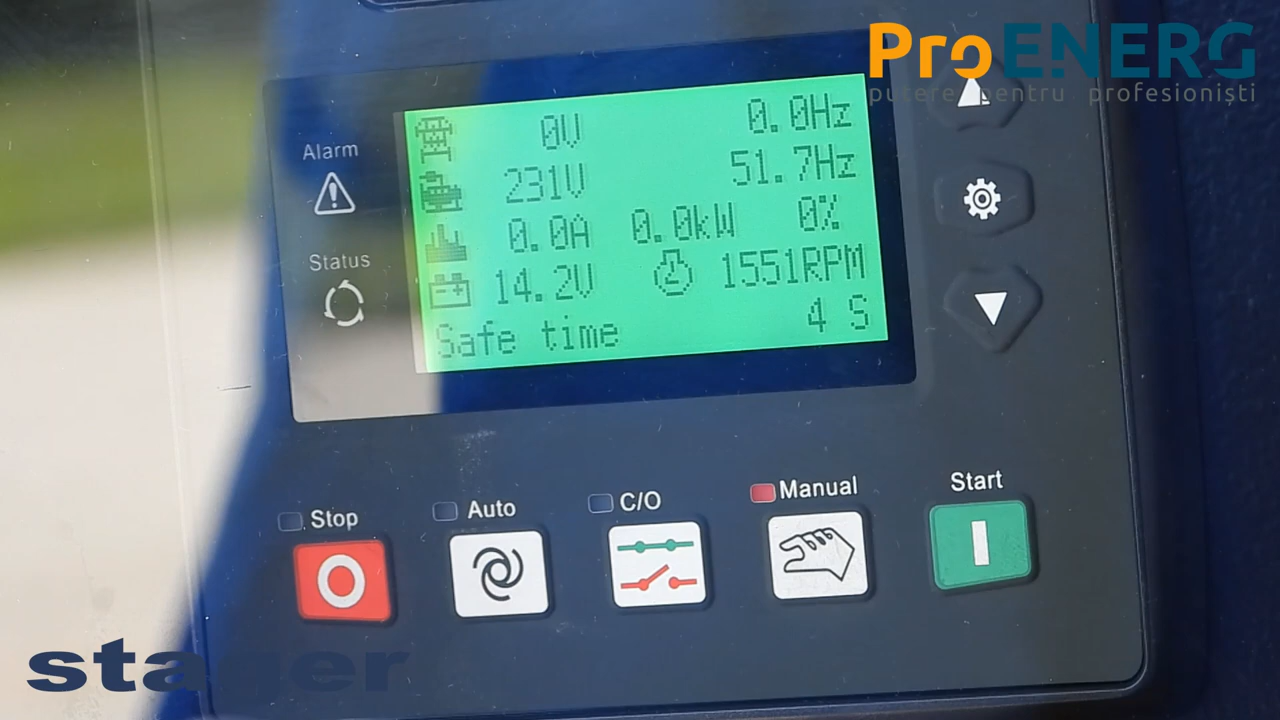 ProENERG
putere pentru profesioniști
Alarm
Status
0V 0.0Hz
231V 51.7Hz
0.0A 0.0kW 0%
14.2V 1551RPM
Safe time 4 S
Stop
Auto
C/O
Manual
Start
stager